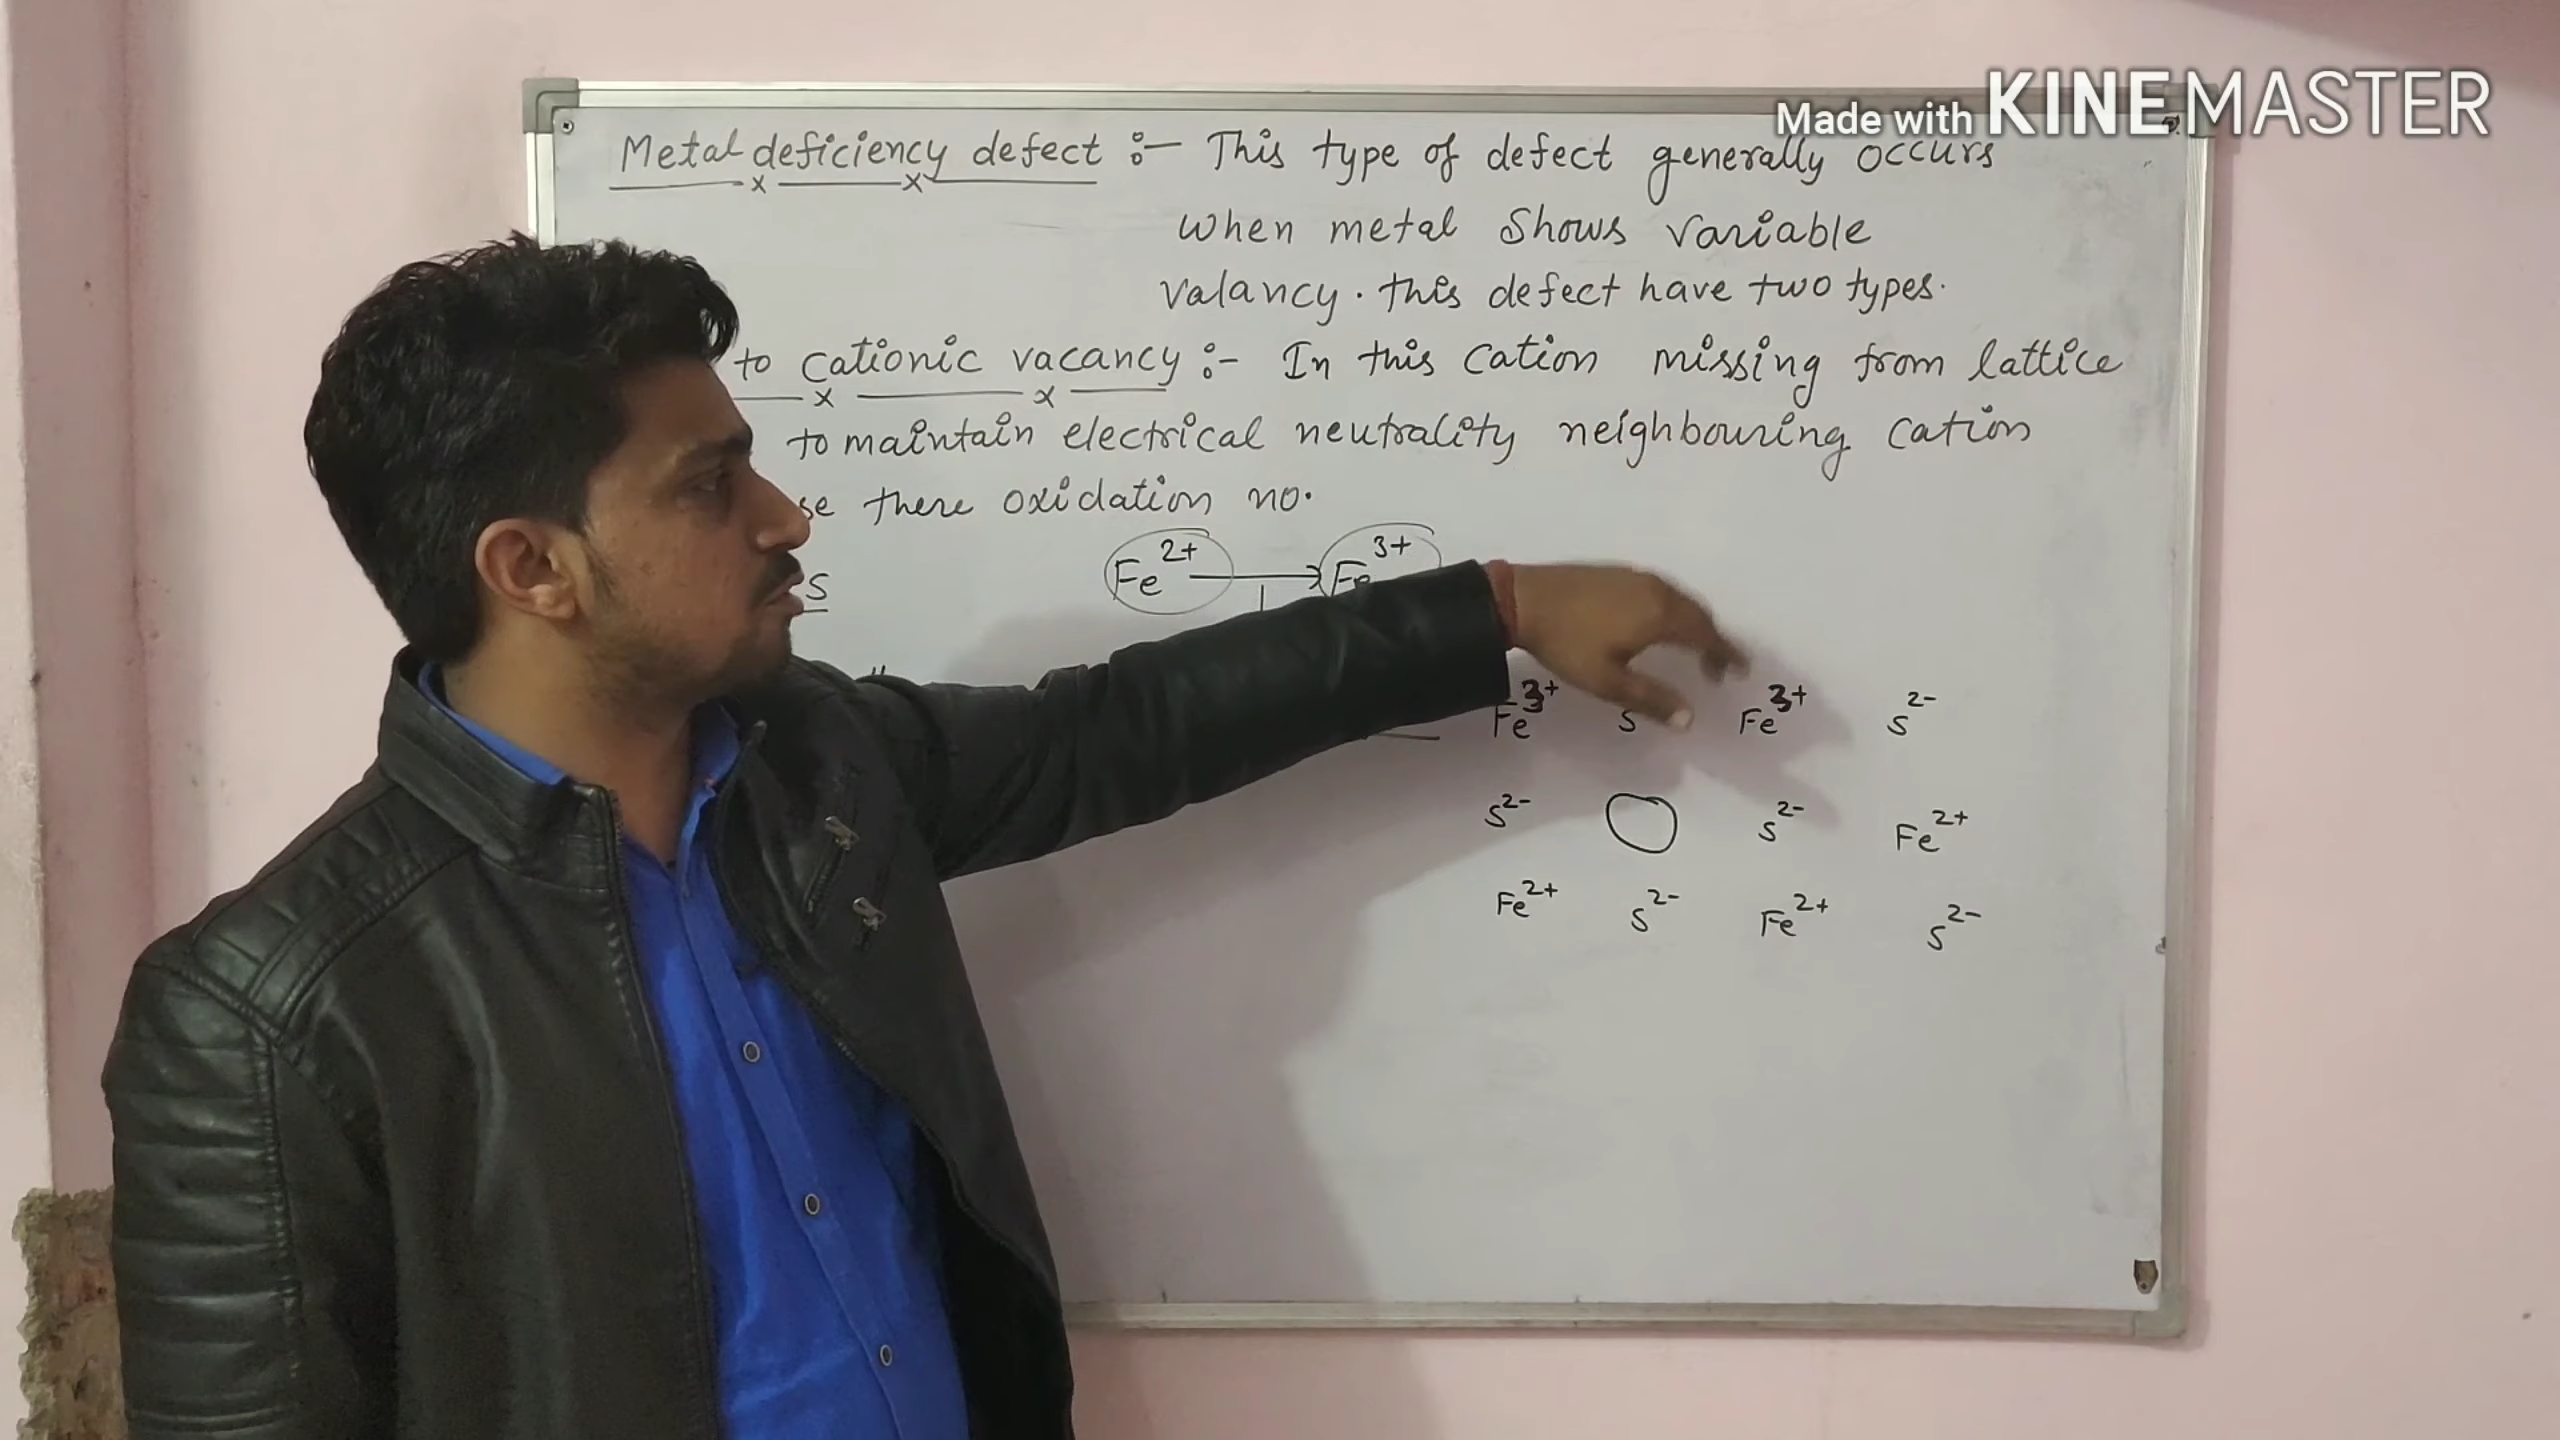 Made with KINEMASTER
Metal deficiency defect :- This type of defect generally occurs
when metal shows variable
valancy. this defect have two types.
to cationic vacancy :- In this cation missing from lattice
to maintain electrical neutrality neighbouring cation
se there oxidation no.
Fe²⁺ → Fe³⁺
S
Fe³⁺ S Fe³⁺ S²⁻
S²⁻ S²⁻ Fe²⁺
Fe²⁺ S²⁻ Fe²⁺ S²⁻